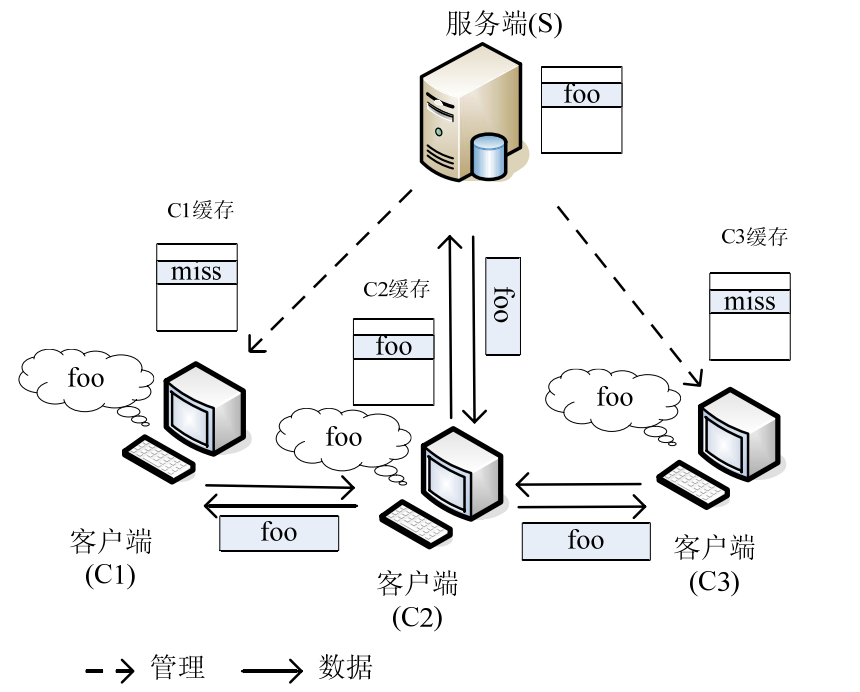 服务端(S)
foo
C1缓存
miss
C3缓存
miss
C2缓存
foo
foo
foo
foo
foo
foo
foo
客户端
(C1)
客户端
(C2)
客户端
(C3)
管理
数据